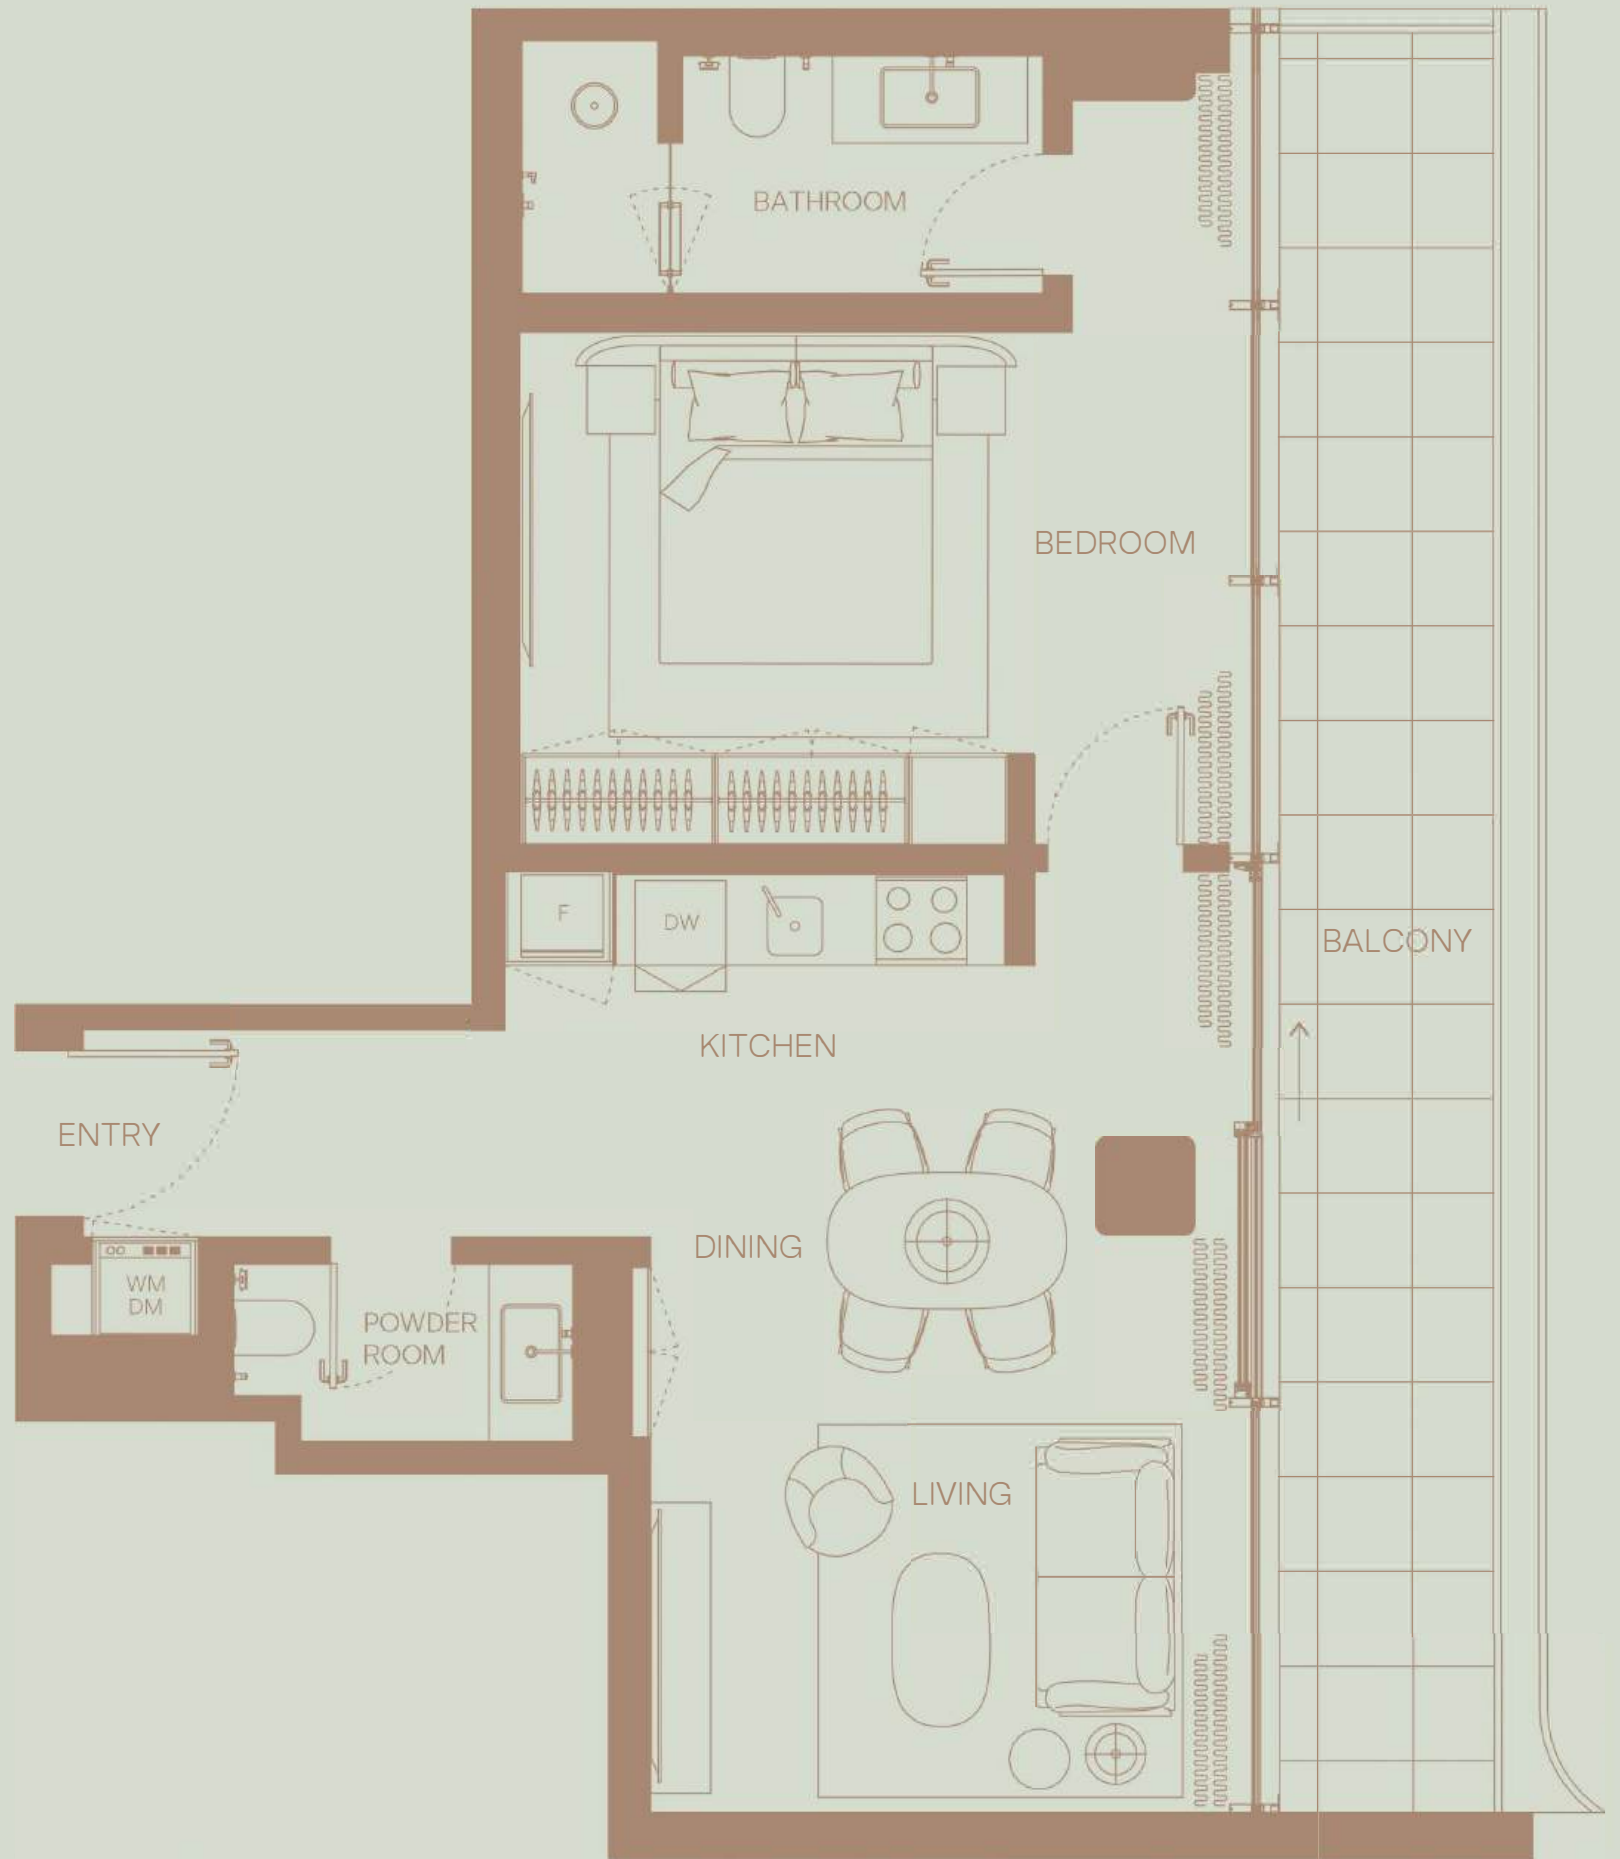 BATHROOM
BEDROOM
F
DW
BALCONY
KITCHEN
ENTRY
DINING
WM
DM
POWDER
ROOM
LIVING